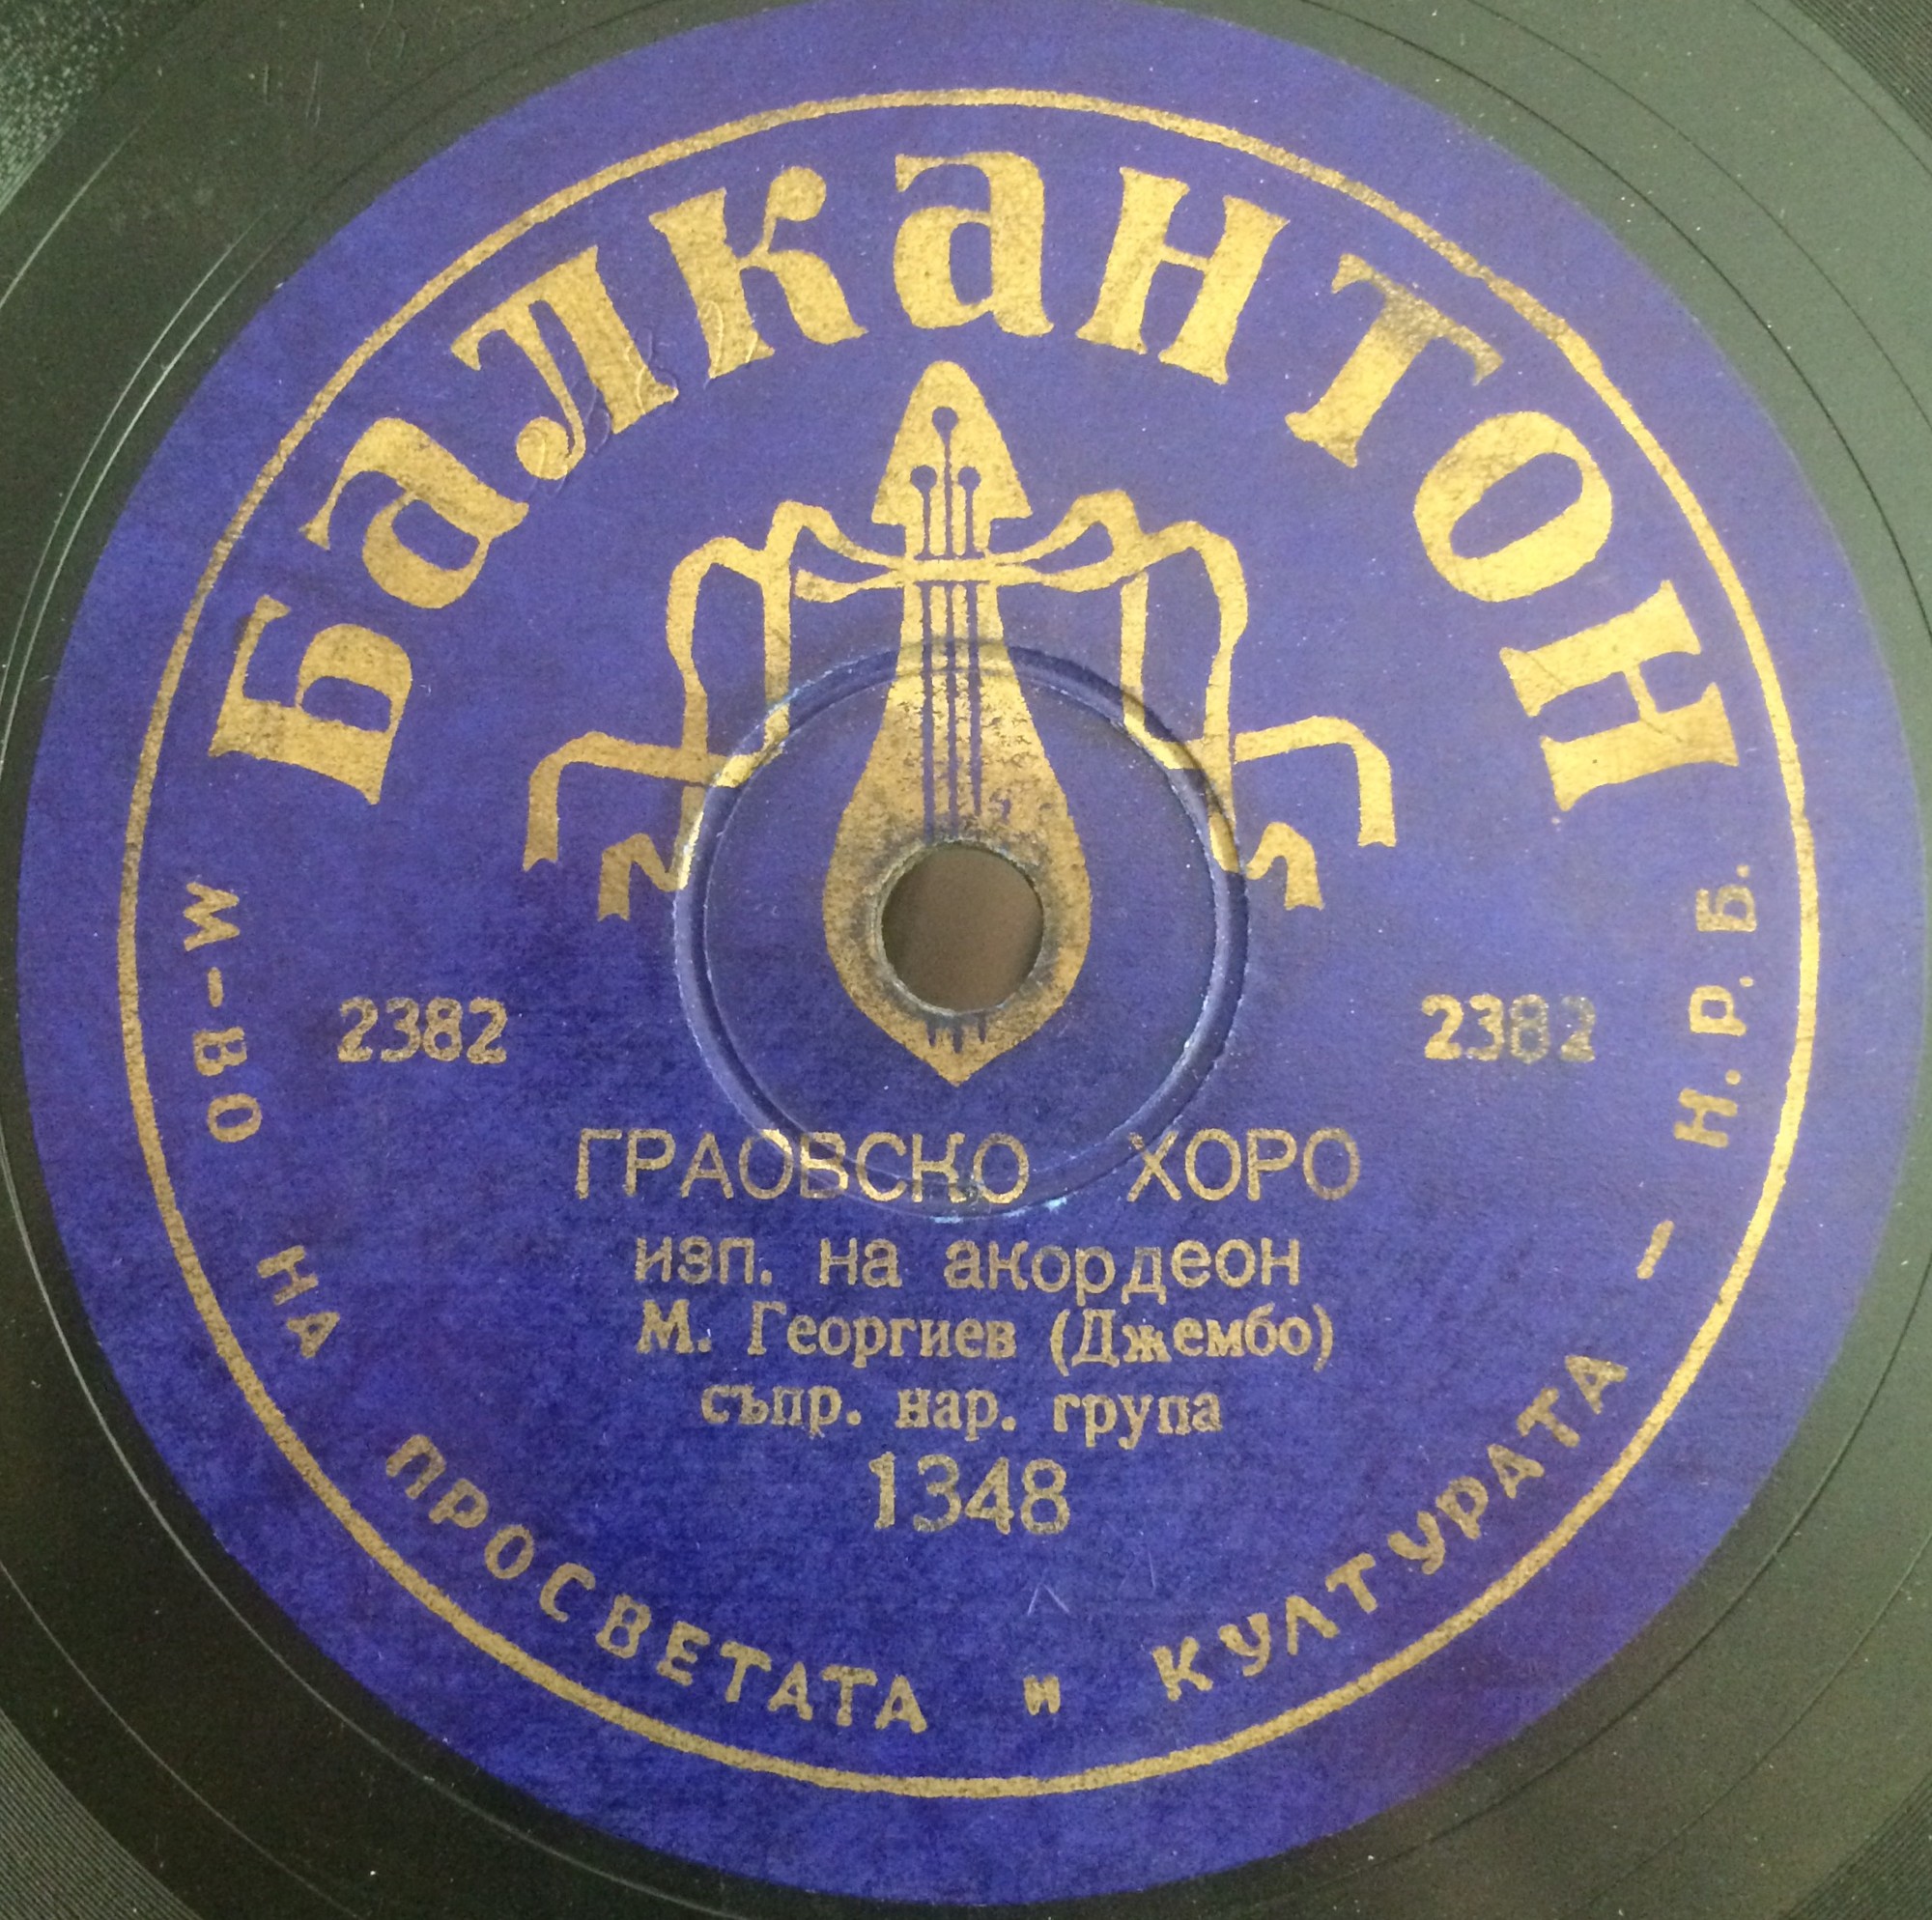 Балкантон
2382 2382
ГРАОВСКО ХОРО
изп. на акордеон
М. Георгиев (Джембо)
съпр. нар. група
1348
М-ВО НА ПРОСВЕТАТА и КУЛТУРАТА - Н.Р.Б.